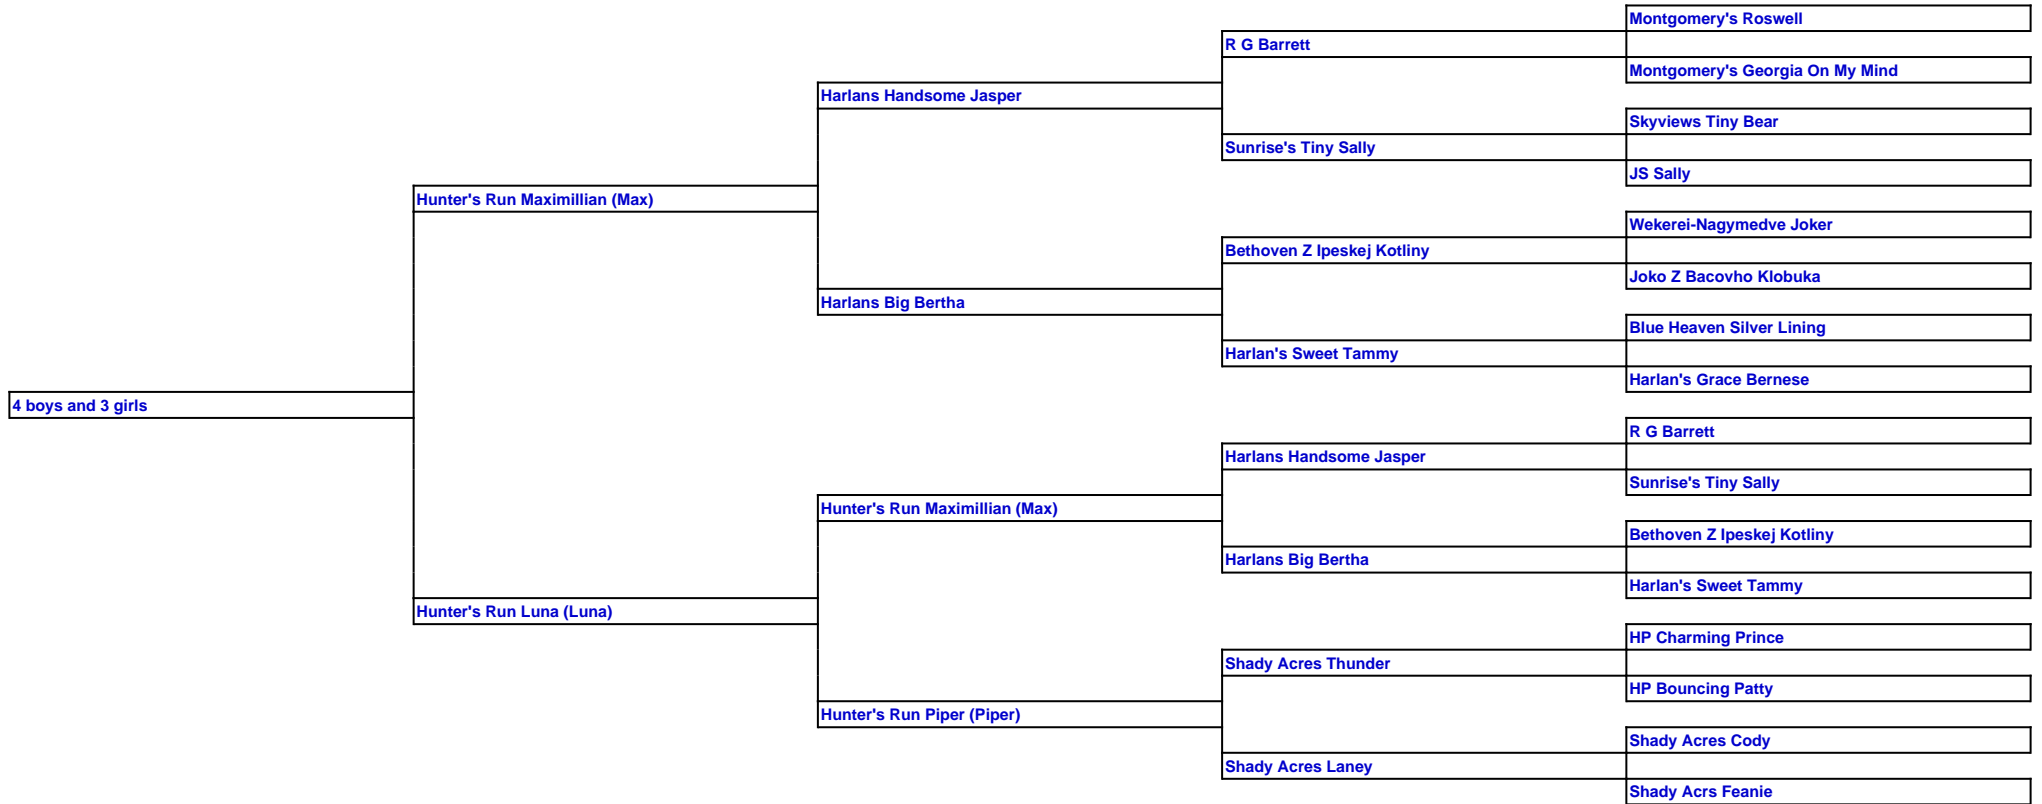 Montgomery's Roswell
R G Barrett
Montgomery's Georgia On My Mind
Harlans Handsome Jasper
Skyviews Tiny Bear
Sunrise's Tiny Sally
JS Sally
Hunter's Run Maximillian (Max)
Wekerei-Nagymedve Joker
Bethoven Z Ipeskej Kotliny
Joko Z Bacovho Klobuka
Harlans Big Bertha
Blue Heaven Silver Lining
Harlan's Sweet Tammy
Harlan's Grace Bernese
4 boys and 3 girls
R G Barrett
Harlans Handsome Jasper
Sunrise's Tiny Sally
Hunter's Run Maximillian (Max)
Bethoven Z Ipeskej Kotliny
Harlans Big Bertha
Harlan's Sweet Tammy
Hunter's Run Luna (Luna)
HP Charming Prince
Shady Acres Thunder
HP Bouncing Patty
Hunter's Run Piper (Piper)
Shady Acres Cody
Shady Acres Laney
Shady Acrs Feanie